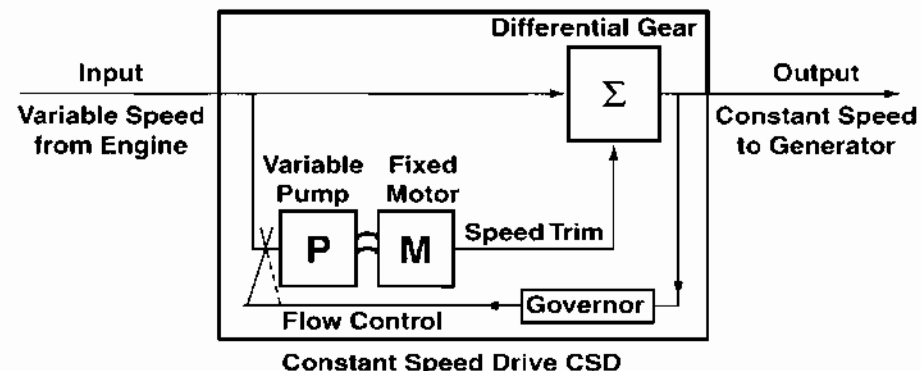 Differential Gear
Input
Σ
Output
Variable Speed
from Engine
Constant Speed
to Generator
Variable
Pump
Fixed
Motor
P
M
Speed Trim
Governor
Flow Control
Constant Speed Drive CSD